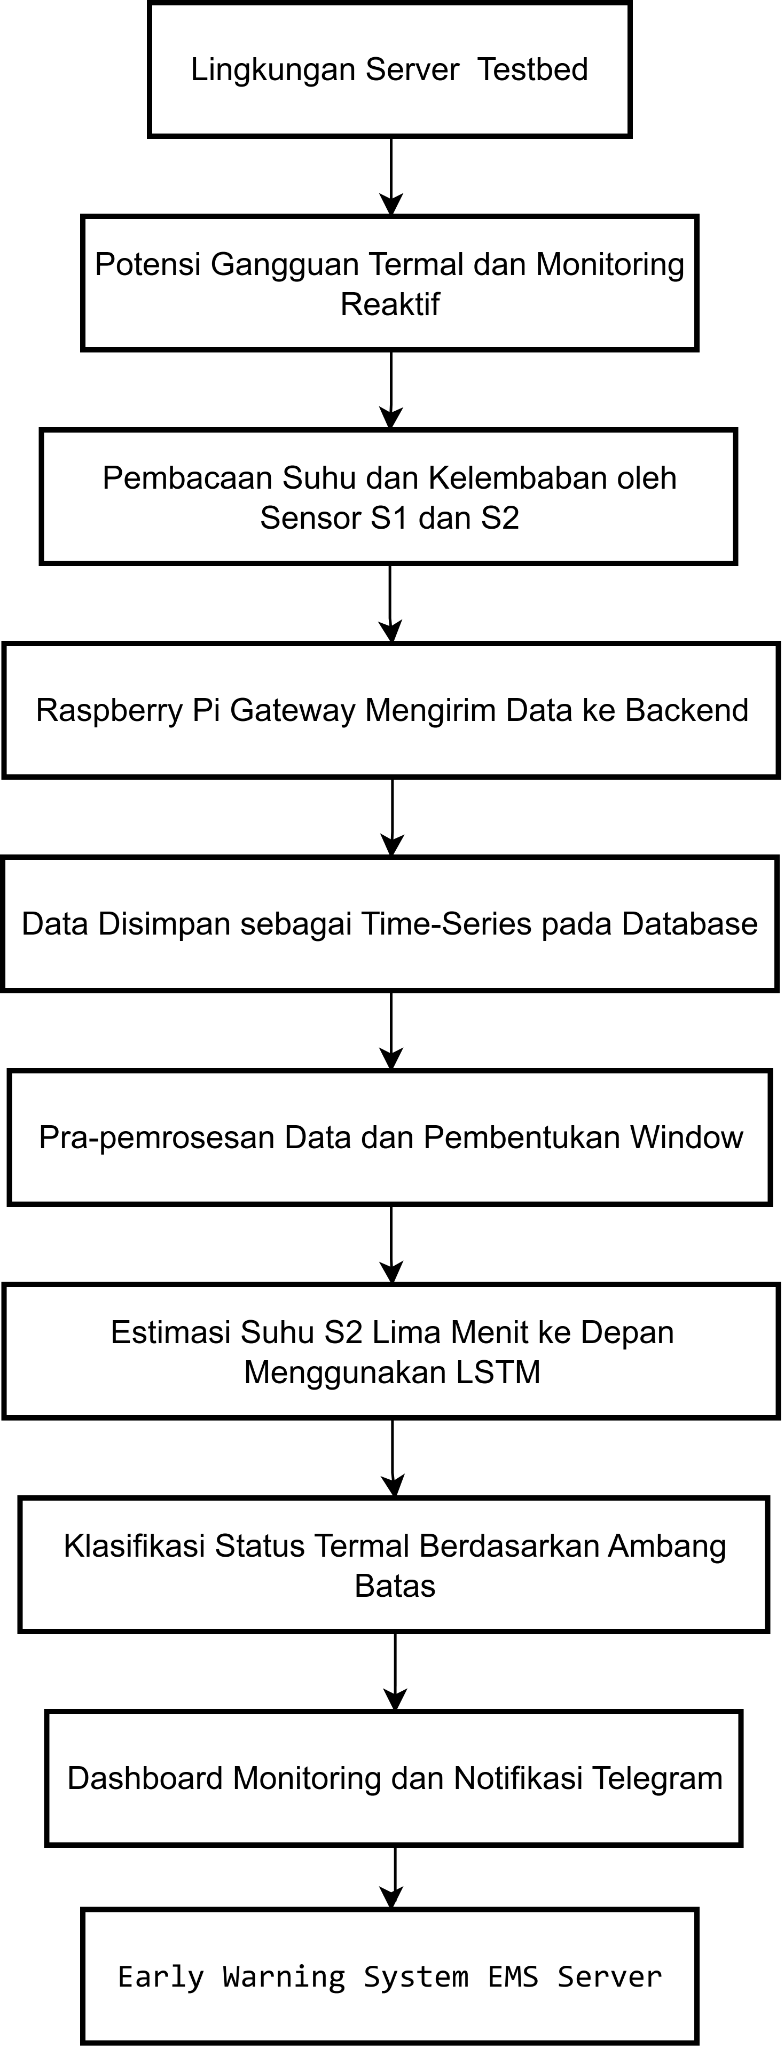 Lingkungan Server  Testbed
Potensi Gangguan Termal dan Monitoring
Reaktif
Pembacaan Suhu dan Kelembaban oleh
Sensor S1 dan S2
Raspberry Pi Gateway Mengirim Data ke Backend
Data Disimpan sebagai Time-Series pada Database
Pra-pemrosesan Data dan Pembentukan Window
Estimasi Suhu S2 Lima Menit ke Depan
Menggunakan LSTM
Klasifikasi Status Termal Berdasarkan Ambang
Batas
Dashboard Monitoring dan Notifikasi Telegram
Early Warning System EMS Server